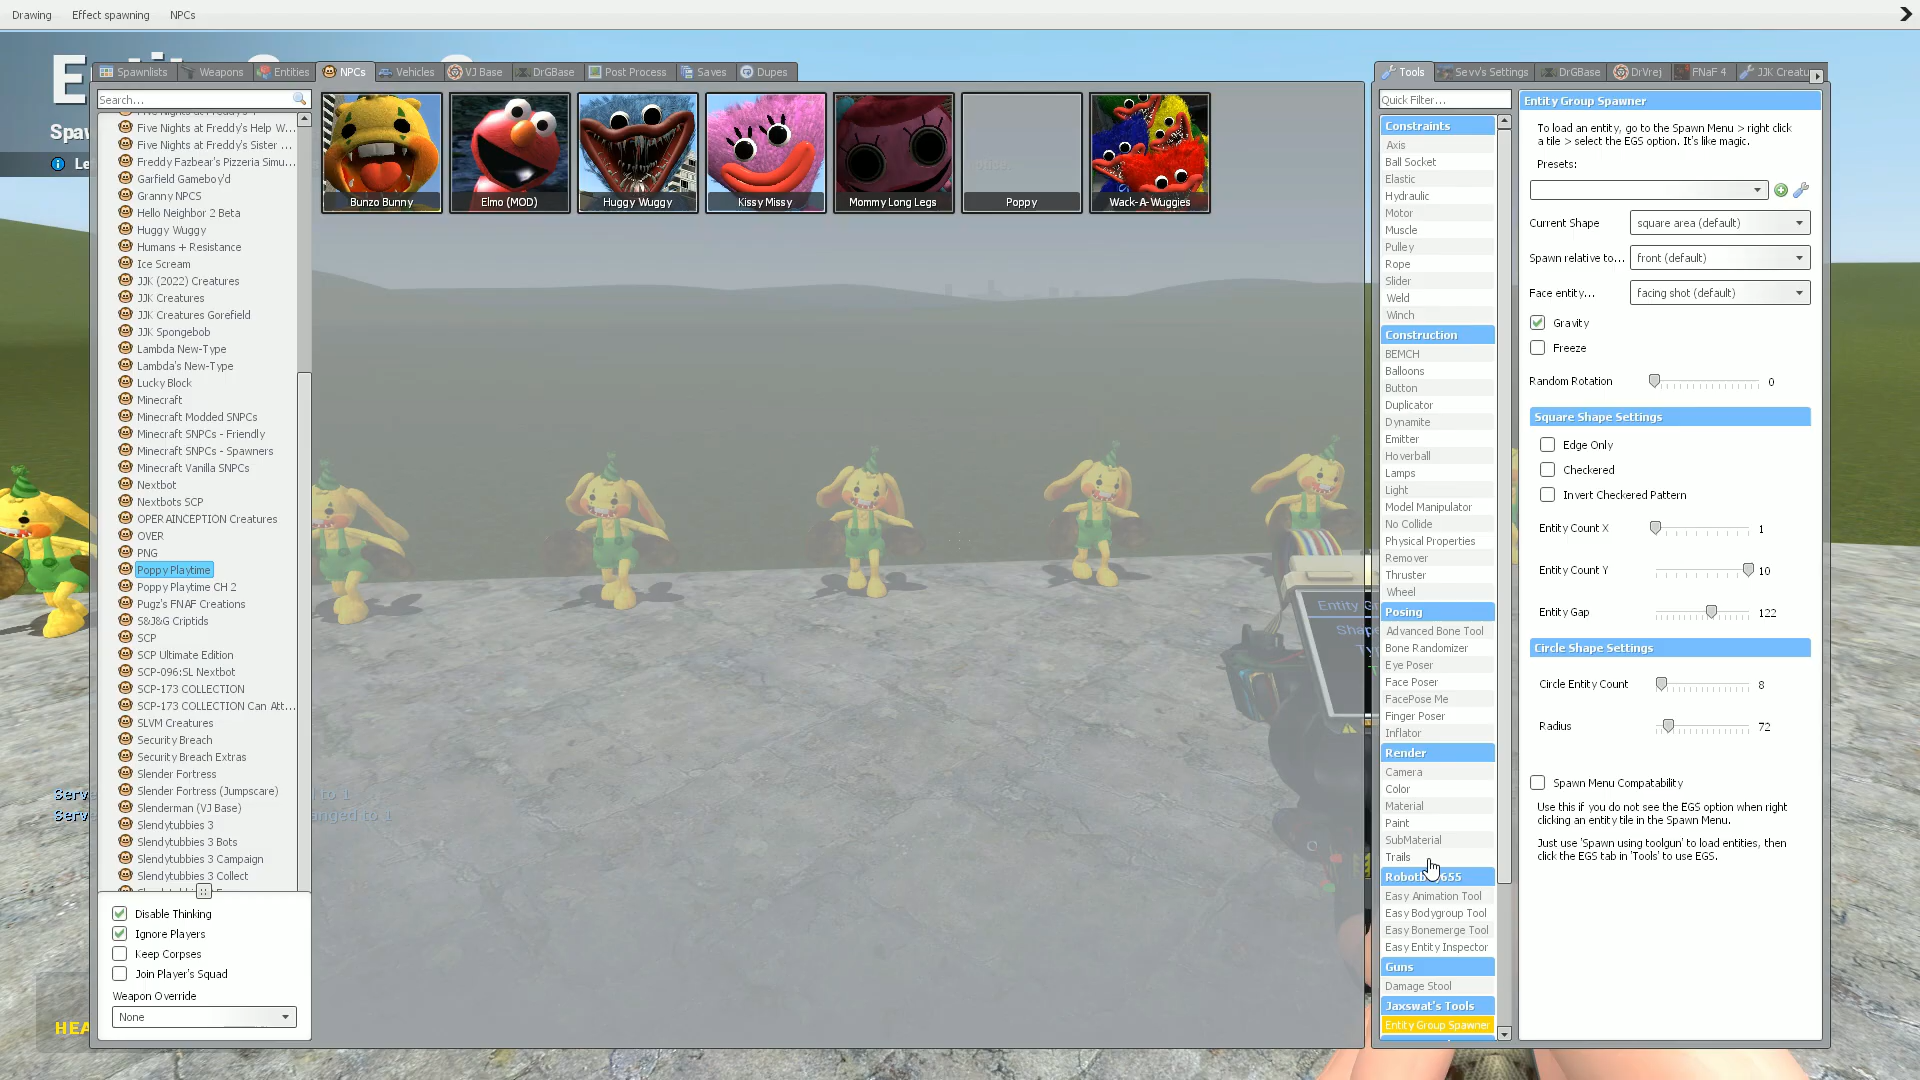 Drawing Effect spawning NPCs
Spawnlists Weapons Entities NPCs Vehicles VJ Base DrGBase Post Process Saves Dupes
Search...
Five Nights at Freddy's Help W...
Five Nights at Freddy's Sister ...
Freddy Fazbear's Pizzeria Simu...
Garfield Gameboy'd
Granny NPCS
Hello Neighbor 2 Beta
Huggy Wuggy
Humans + Resistance
Ice Scream
JJK (2022) Creatures
JJK Creatures
JJK Creatures Gorefield
JJK Spongebob
Lambda New-Type
Lambda's New-Type
Lucky Block
Minecraft
Minecraft Modded SNPCs
Minecraft SNPCs - Friendly
Minecraft SNPCs - Spawners
Minecraft Vanilla SNPCs
Nextbot
Nextbots SCP
OPERAINCEPTION Creatures
OVER
PNG
Poppy Playtime
Poppy Playtime CH 2
Pugz's FNAF Creations
S&J&G Criptids
SCP
SCP Ultimate Edition
SCP-096:SL Nextbot
SCP-173 COLLECTION
SCP-173 COLLECTION Can Att...
SLVM Creatures
Security Breach
Security Breach Extras
Slender Fortress
Slender Fortress (Jumpscare)
Slenderman (VJ Base)
Slendytubbies 3
Slendytubbies 3 Bots
Slendytubbies 3 Campaign
Slendytubbies 3 Collect
Disable Thinking
Ignore Players
Keep Corpses
Join Player's Squad
Weapon Override
None
Bunzo Bunny Elmo (MOD) Huggy Wuggy Kissy Missy Mommy Long Legs Poppy Wack-A-Wuggies
Tools Sevv's Settings DrGBase DrVrej FNaF 4 JJK Creatu
Quick Filter...
Constraints
Axis
Ball Socket
Elastic
Hydraulic
Motor
Muscle
Pulley
Rope
Slider
Weld
Winch
Construction
BEMCH
Balloons
Button
Duplicator
Dynamite
Emitter
Hoverball
Lamps
Light
Model Manipulator
No Collide
Physical Properties
Remover
Thruster
Wheel
Posing
Advanced Bone Tool
Bone Randomizer
Eye Poser
Face Poser
FacePose Me
Finger Poser
Inflator
Render
Camera
Color
Material
Paint
SubMaterial
Trails
Easy Animation Tool
Easy Bodygroup Tool
Easy Bonemerge Tool
Easy Entity Inspector
Guns
Damage Stool
Jaxswat's Tools
Entity Group Spawner
Entity Group Spawner
To load an entity, go to the Spawn Menu > right click
a tile > select the EGS option. It's like magic.
Presets:
Current Shape square area (default)
Spawn relative to... front (default)
Face entity... facing shot (default)
Gravity
Freeze
Random Rotation 0
Square Shape Settings
Edge Only
Checkered
Invert Checkered Pattern
Entity Count X 1
Entity Count Y 10
Entity Gap 122
Circle Shape Settings
Circle Entity Count 8
Radius 72
Spawn Menu Compatability
Use this if you do not see the EGS option when right
clicking an entity tile in the Spawn Menu.
Just use 'Spawn using toolgun' to load entities, then
click the EGS tab in 'Tools' to use EGS.